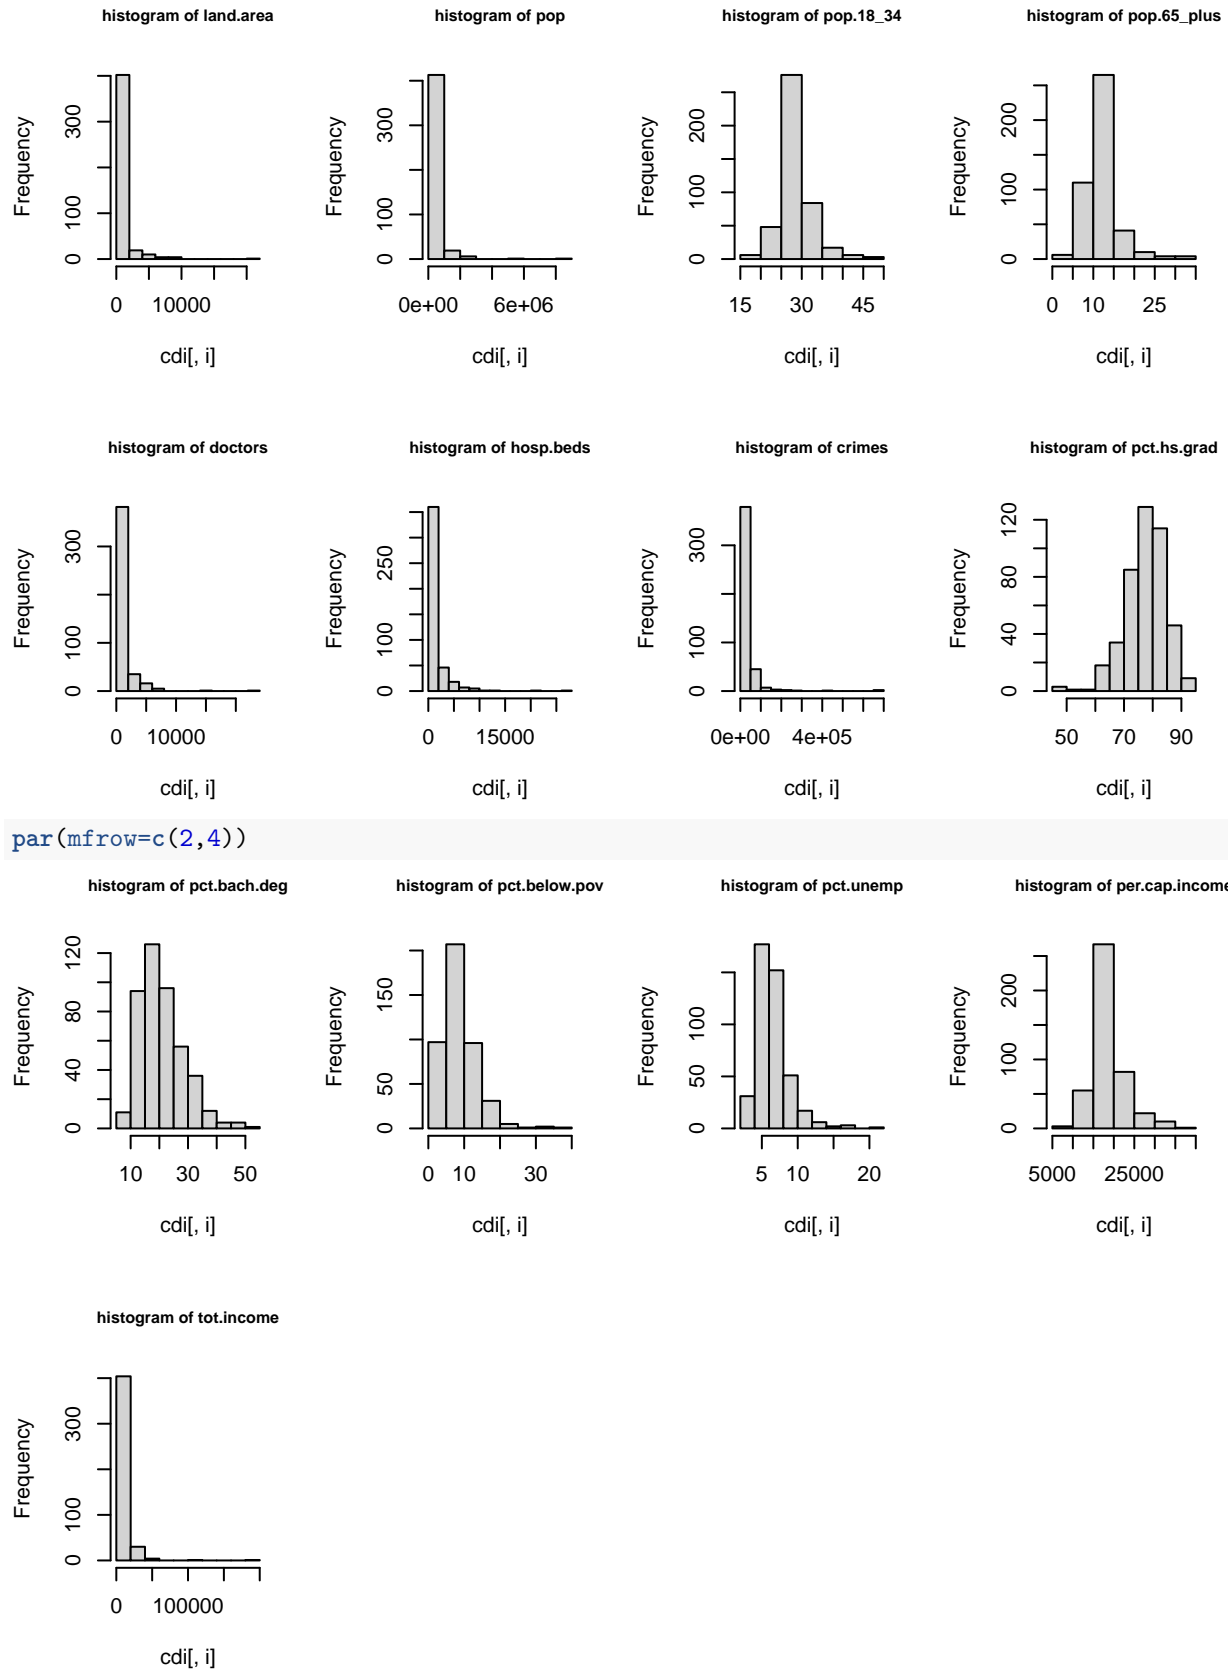 histogram of land.area
histogram of pop
histogram of pop.18_34
histogram of pop.65_plus
Frequency
0 100 300
0 10000
cdi[, i]
Frequency
0 100 300
0e+00 6e+06
cdi[, i]
Frequency
0 100 200
15 30 45
cdi[, i]
Frequency
0 100 200
0 10 25
cdi[, i]
histogram of doctors
histogram of hosp.beds
histogram of crimes
histogram of pct.hs.grad
Frequency
0 100 300
0 10000
cdi[, i]
Frequency
0 100 250
0 15000
cdi[, i]
Frequency
0 100 300
0e+00 4e+05
cdi[, i]
Frequency
0 40 80 120
50 70 90
cdi[, i]
par(mfrow=c(2,4))
histogram of pct.bach.deg
histogram of pct.below.pov
histogram of pct.unemp
histogram of per.cap.income
Frequency
0 40 80 120
10 30 50
cdi[, i]
Frequency
0 50 150
0 10 30
cdi[, i]
Frequency
0 50 100
5 10 20
cdi[, i]
Frequency
0 100 200
5000 25000
cdi[, i]
histogram of tot.income
Frequency
0 100 300
0 100000
cdi[, i]